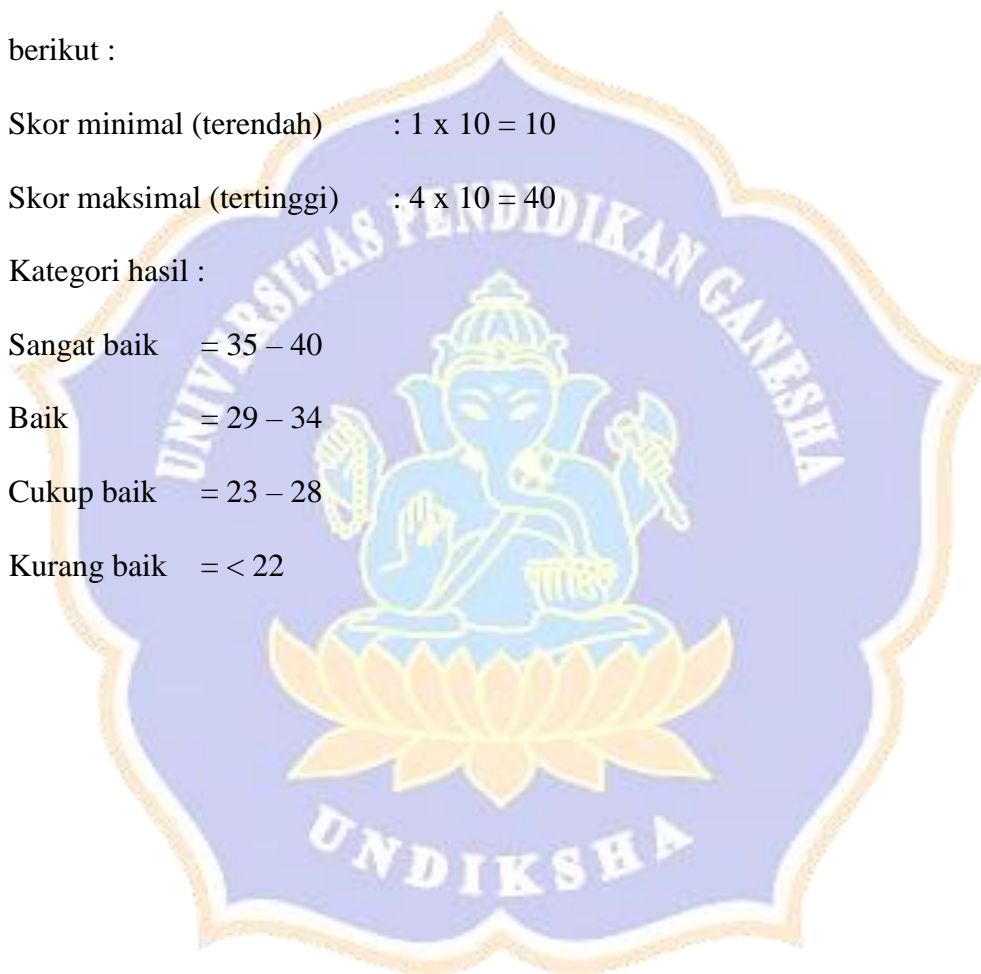 berikut :
Skor minimal (terendah) : 1 x 10 = 10
Skor maksimal (tertinggi) : 4 x 10 = 40
Kategori hasil :
Sangat baik = 35 – 40
Baik = 29 – 34
Cukup baik = 23 – 28
Kurang baik = < 22
UNIVERSITAS PENDIDIKAN GANESHA
UNDIKSHA